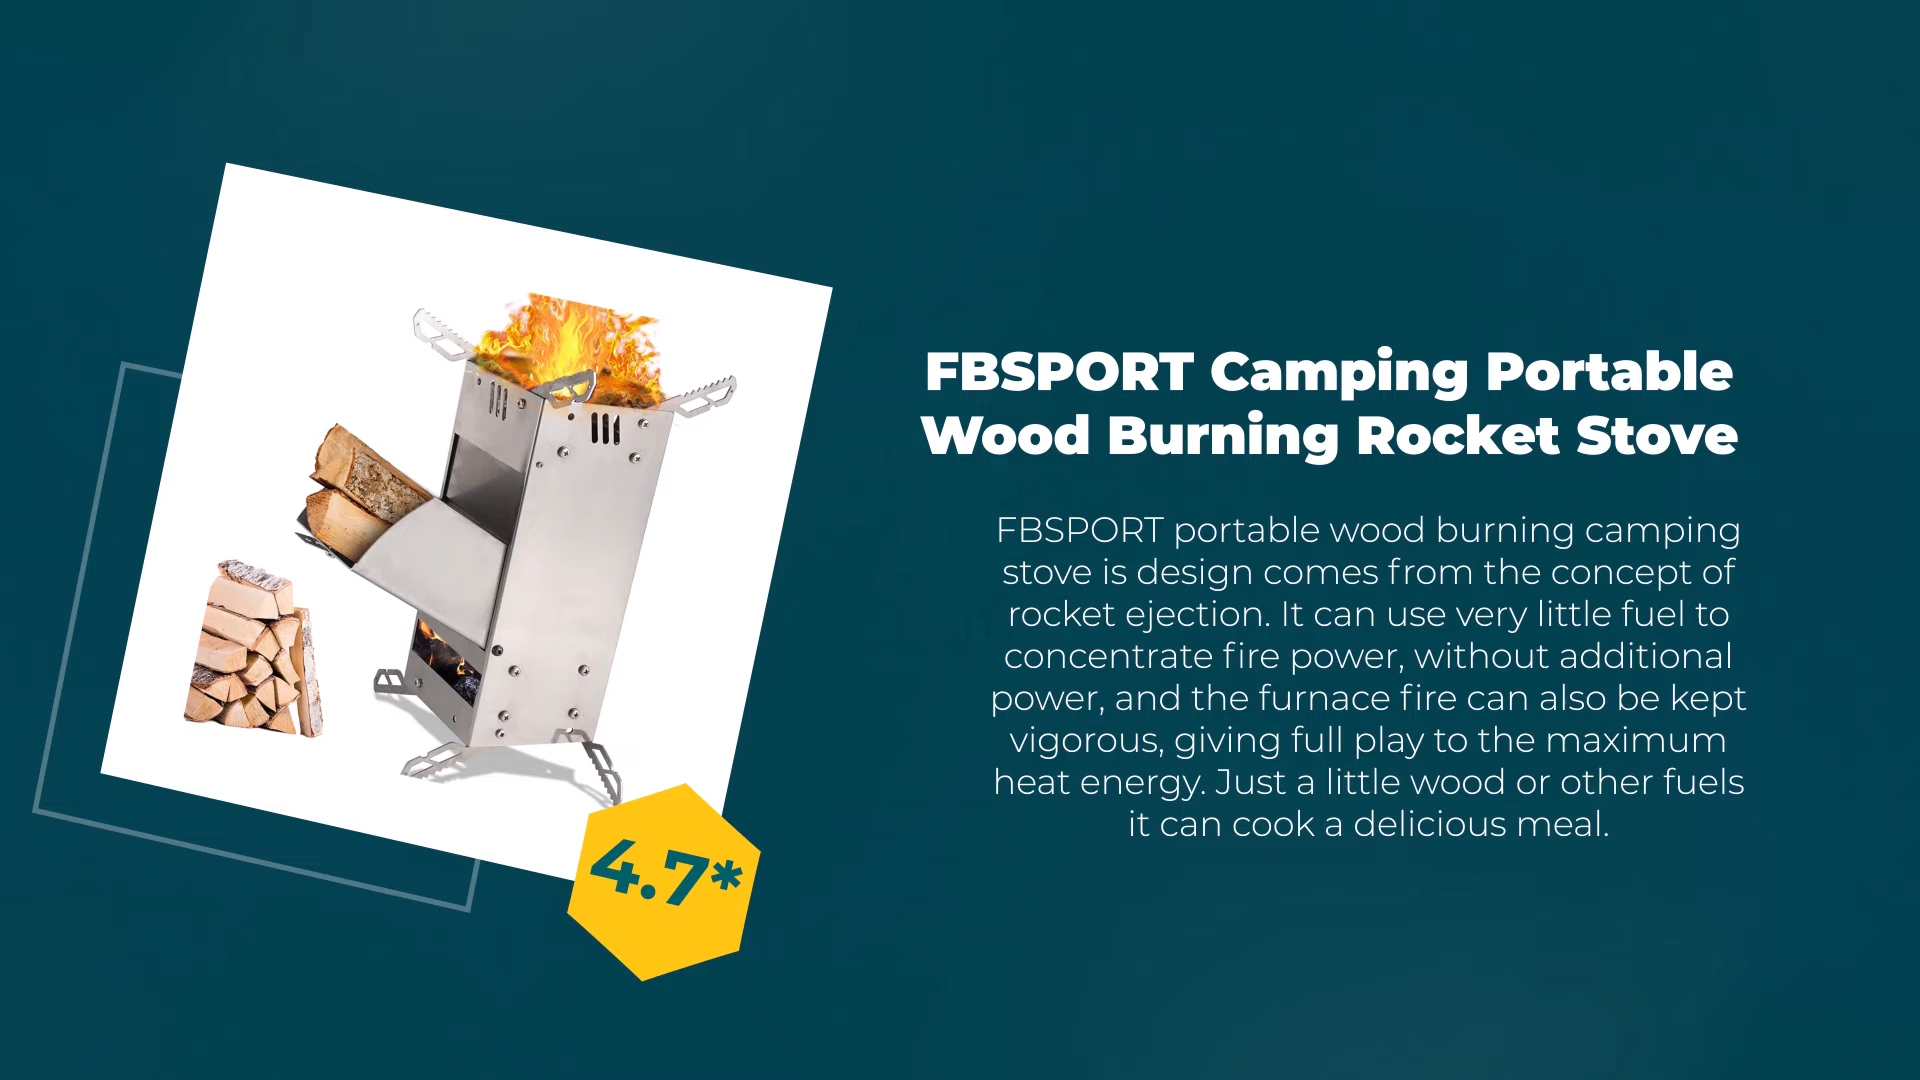 FBSPORT Camping Portable
Wood Burning Rocket Stove
FBSPORT portable wood burning camping
stove is design comes from the concept of
rocket ejection. It can use very little fuel to
concentrate fire power, without additional
power, and the furnace fire can also be kept
vigorous, giving full play to the maximum
heat energy. Just a little wood or other fuels
it can cook a delicious meal.
4.7*